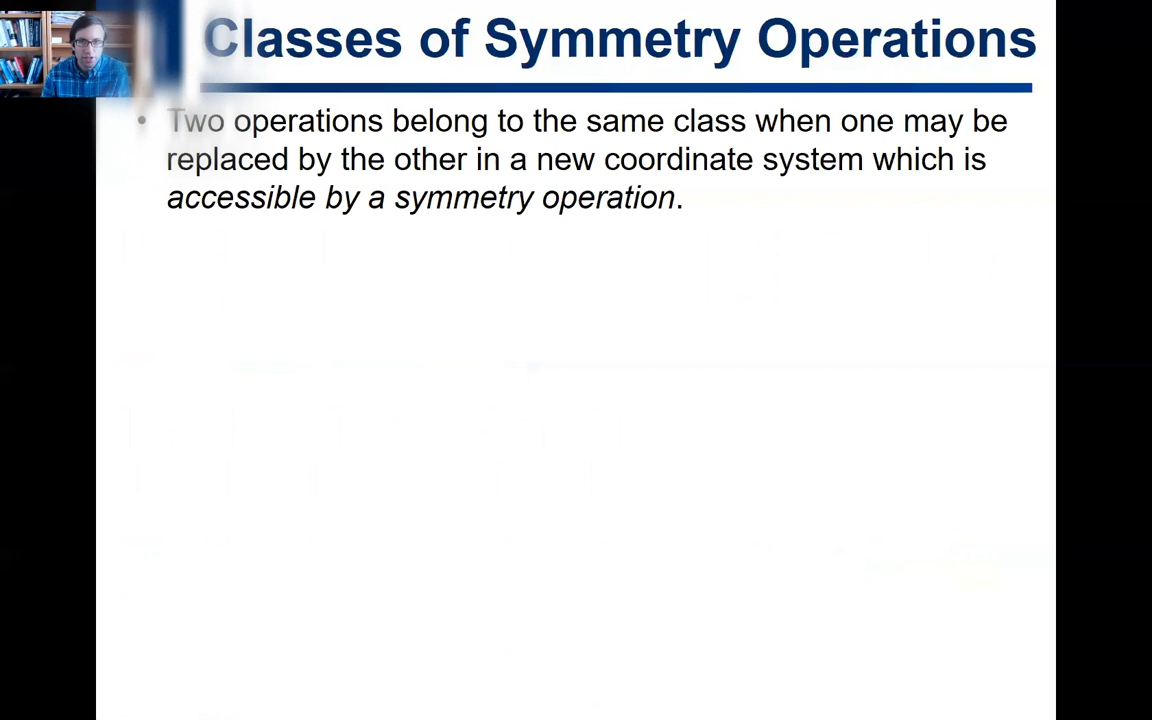 Classes of Symmetry Operations
• Two operations belong to the same class when one may be
replaced by the other in a new coordinate system which is
accessible by a symmetry operation.